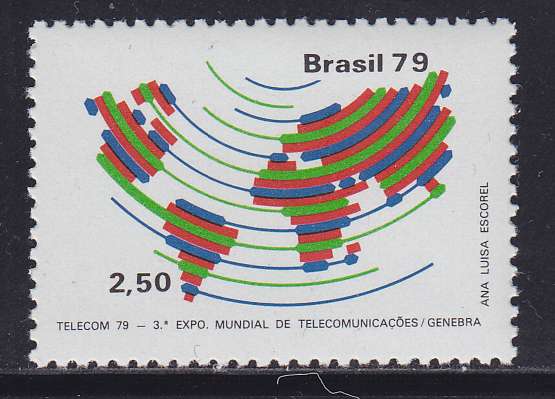 Brasil 79
2,50
ANA LUISA ESCOREL
TELECOM 79 — 3.ª EXPO. MUNDIAL DE TELECOMUNICAÇÕES/GENEBRA